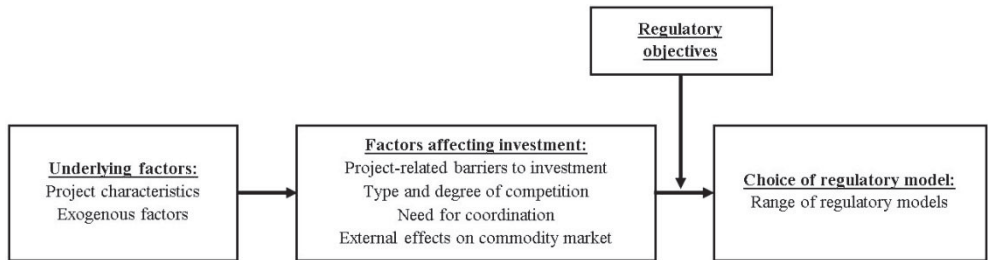 Regulatory
objectives
Underlying factors:
Project characteristics
Exogenous factors
Factors affecting investment:
Project-related barriers to investment
Type and degree of competition
Need for coordination
External effects on commodity market
Choice of regulatory model:
Range of regulatory models